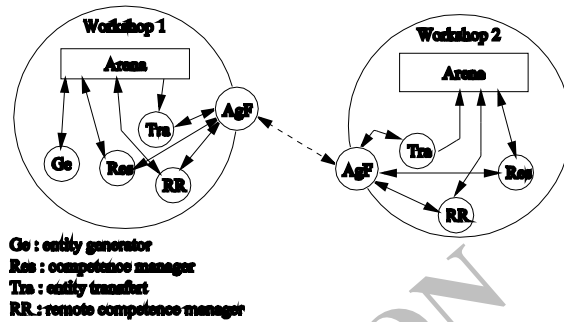 Workshop 1
Arena
Ge
Res
Tra
RR
AgF
Workshop 2
Arena
AgF
Tra
Res
RR
Ge : entity generator
Res : competence manager
Tra : entity transfert
RR : remote competence manager
ON